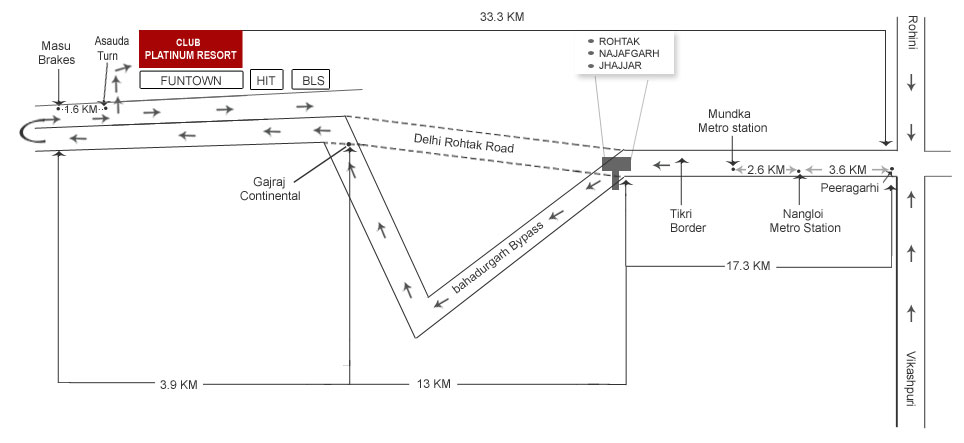 33.3 KM
Rohini
Masu
Brakes
Asauda
Turn
CLUB
PLATINUM RESORT
• ROHTAK
• NAJAFGARH
• JHAJJAR
FUNTOWN
HIT
BLS
1.6 KM
Mundka
Metro station
Delhi Rohtak Road
2.6 KM
3.6 KM
Peeragarhi
Gajraj
Continental
Tikri
Border
Nangloi
Metro Station
bahadurgarh Bypass
17.3 KM
Vikashpuri
3.9 KM
13 KM